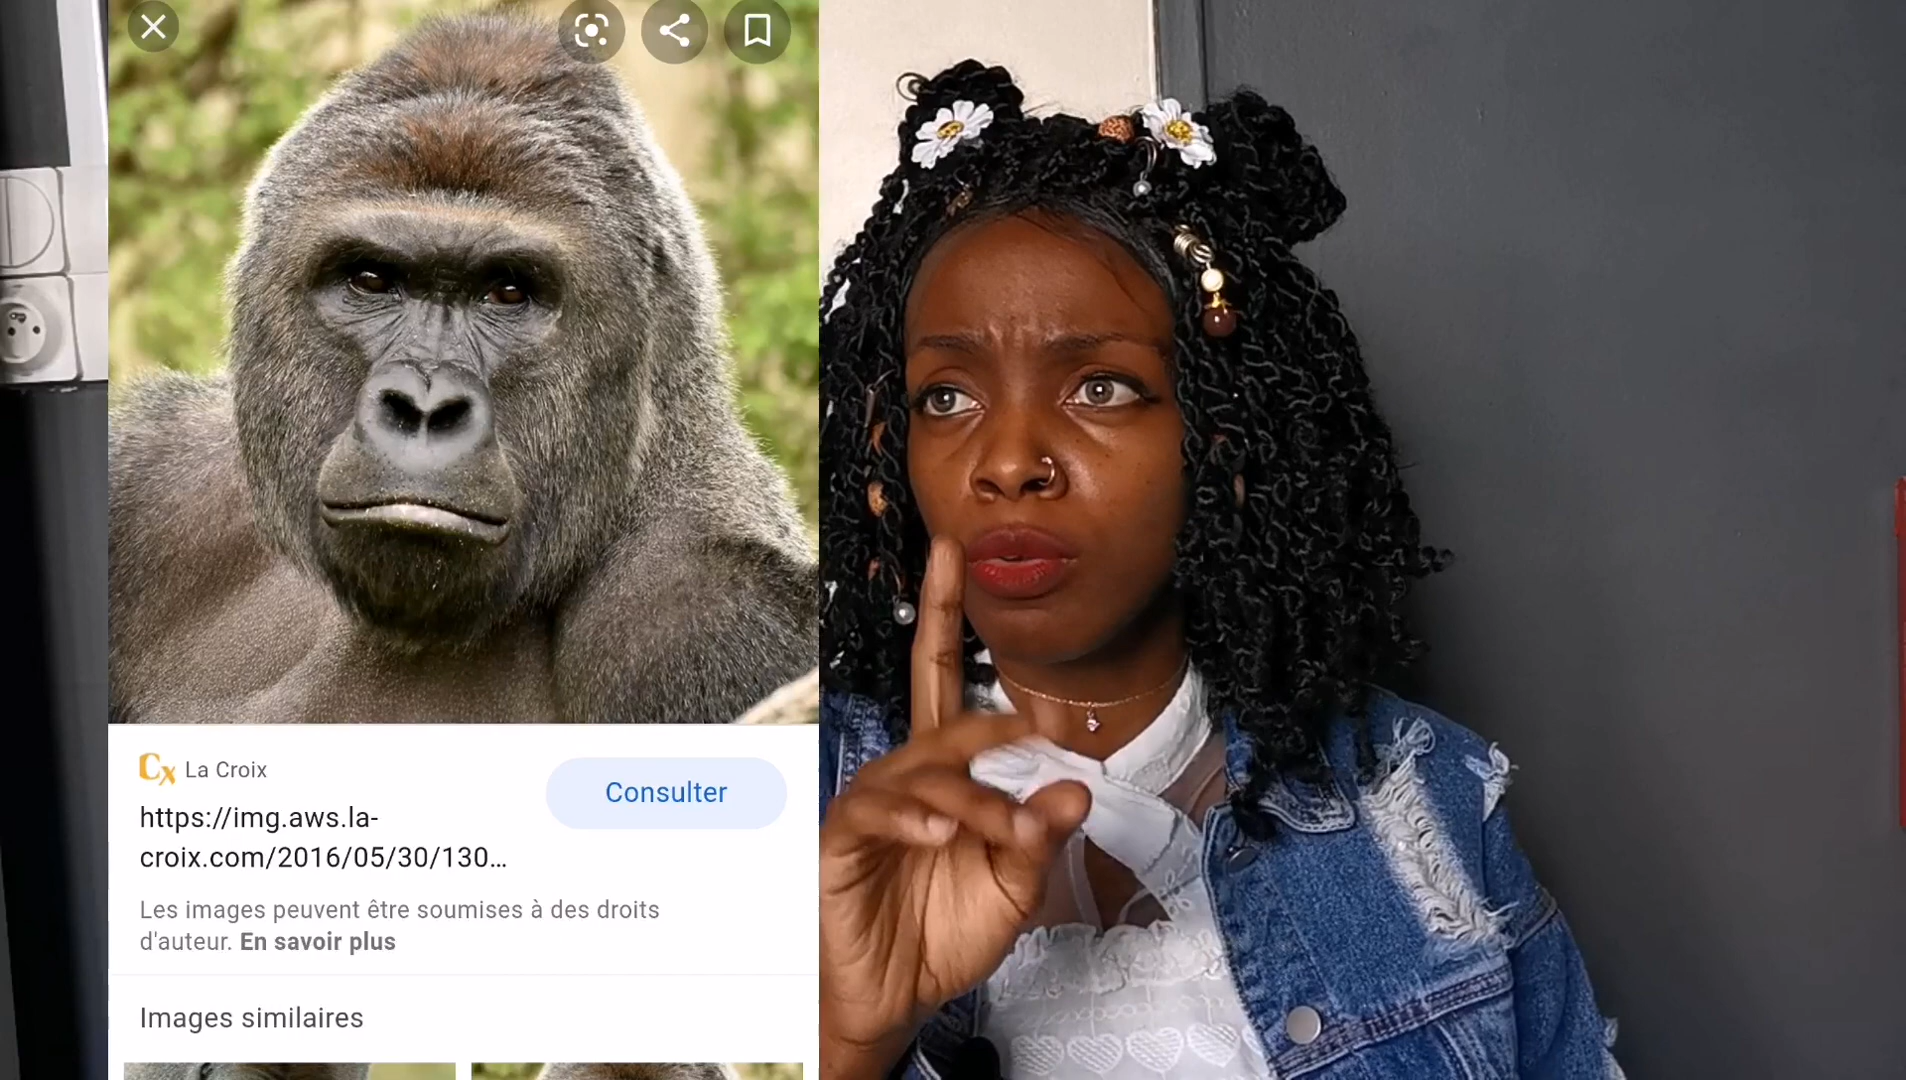 La Croix
Consulter
https://img.aws.la-
croix.com/2016/05/30/130...
Les images peuvent être soumises à des droits
d'auteur. En savoir plus
Images similaires